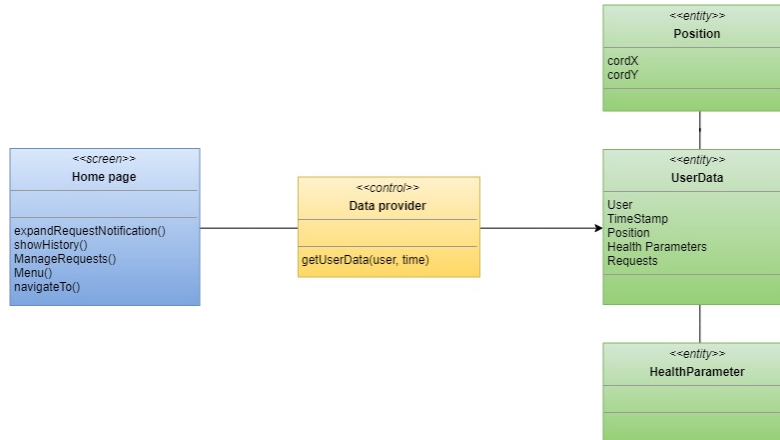 <<entity>>
Position
cordX
cordY
<<screen>>
Home page
expandRequestNotification()
showHistory()
ManageRequests()
Menu()
navigateTo()
<<control>>
Data provider
getUserData(user, time)
<<entity>>
UserData
User
TimeStamp
Position
Health Parameters
Requests
<<entity>>
HealthParameter